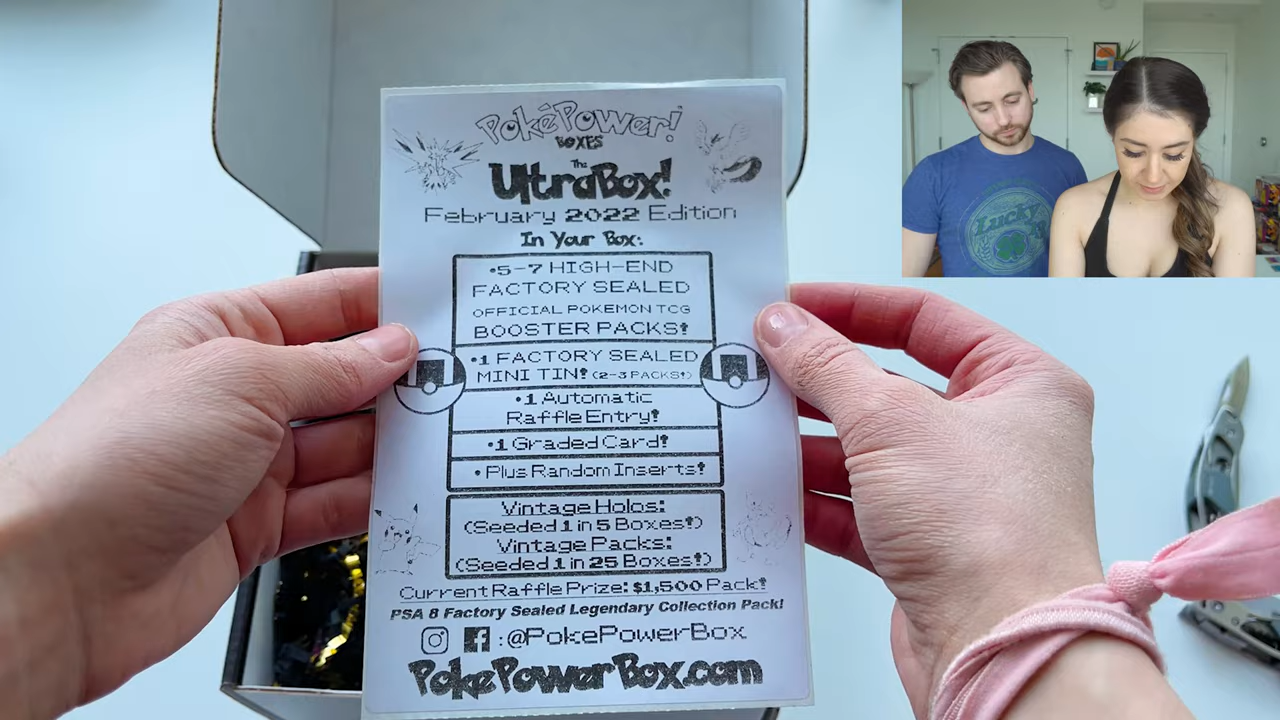 PokéPower!
BOXES
The
UltraBox!
February 2022 Edition
In Your Box:
•5-7 HIGH-END
FACTORY SEALED
OFFICIAL POKEMON TCG
BOOSTER PACKS!
•1 FACTORY SEALED
MINI TIN! (2-3 PACKS!)
•1 Automatic
Raffle Entry!
•1 Graded Card!
•Plus Random Inserts!
Vintage Holos:
(Seeded 1 in 5 Boxes!)
Vintage Packs:
(Seeded 1 in 25 Boxes!)
Current Raffle Prize: $1,500 Pack!
PSA 8 Factory Sealed Legendary Collection Pack!
:@PokePowerBox
PokePowerBox.com
Lucky